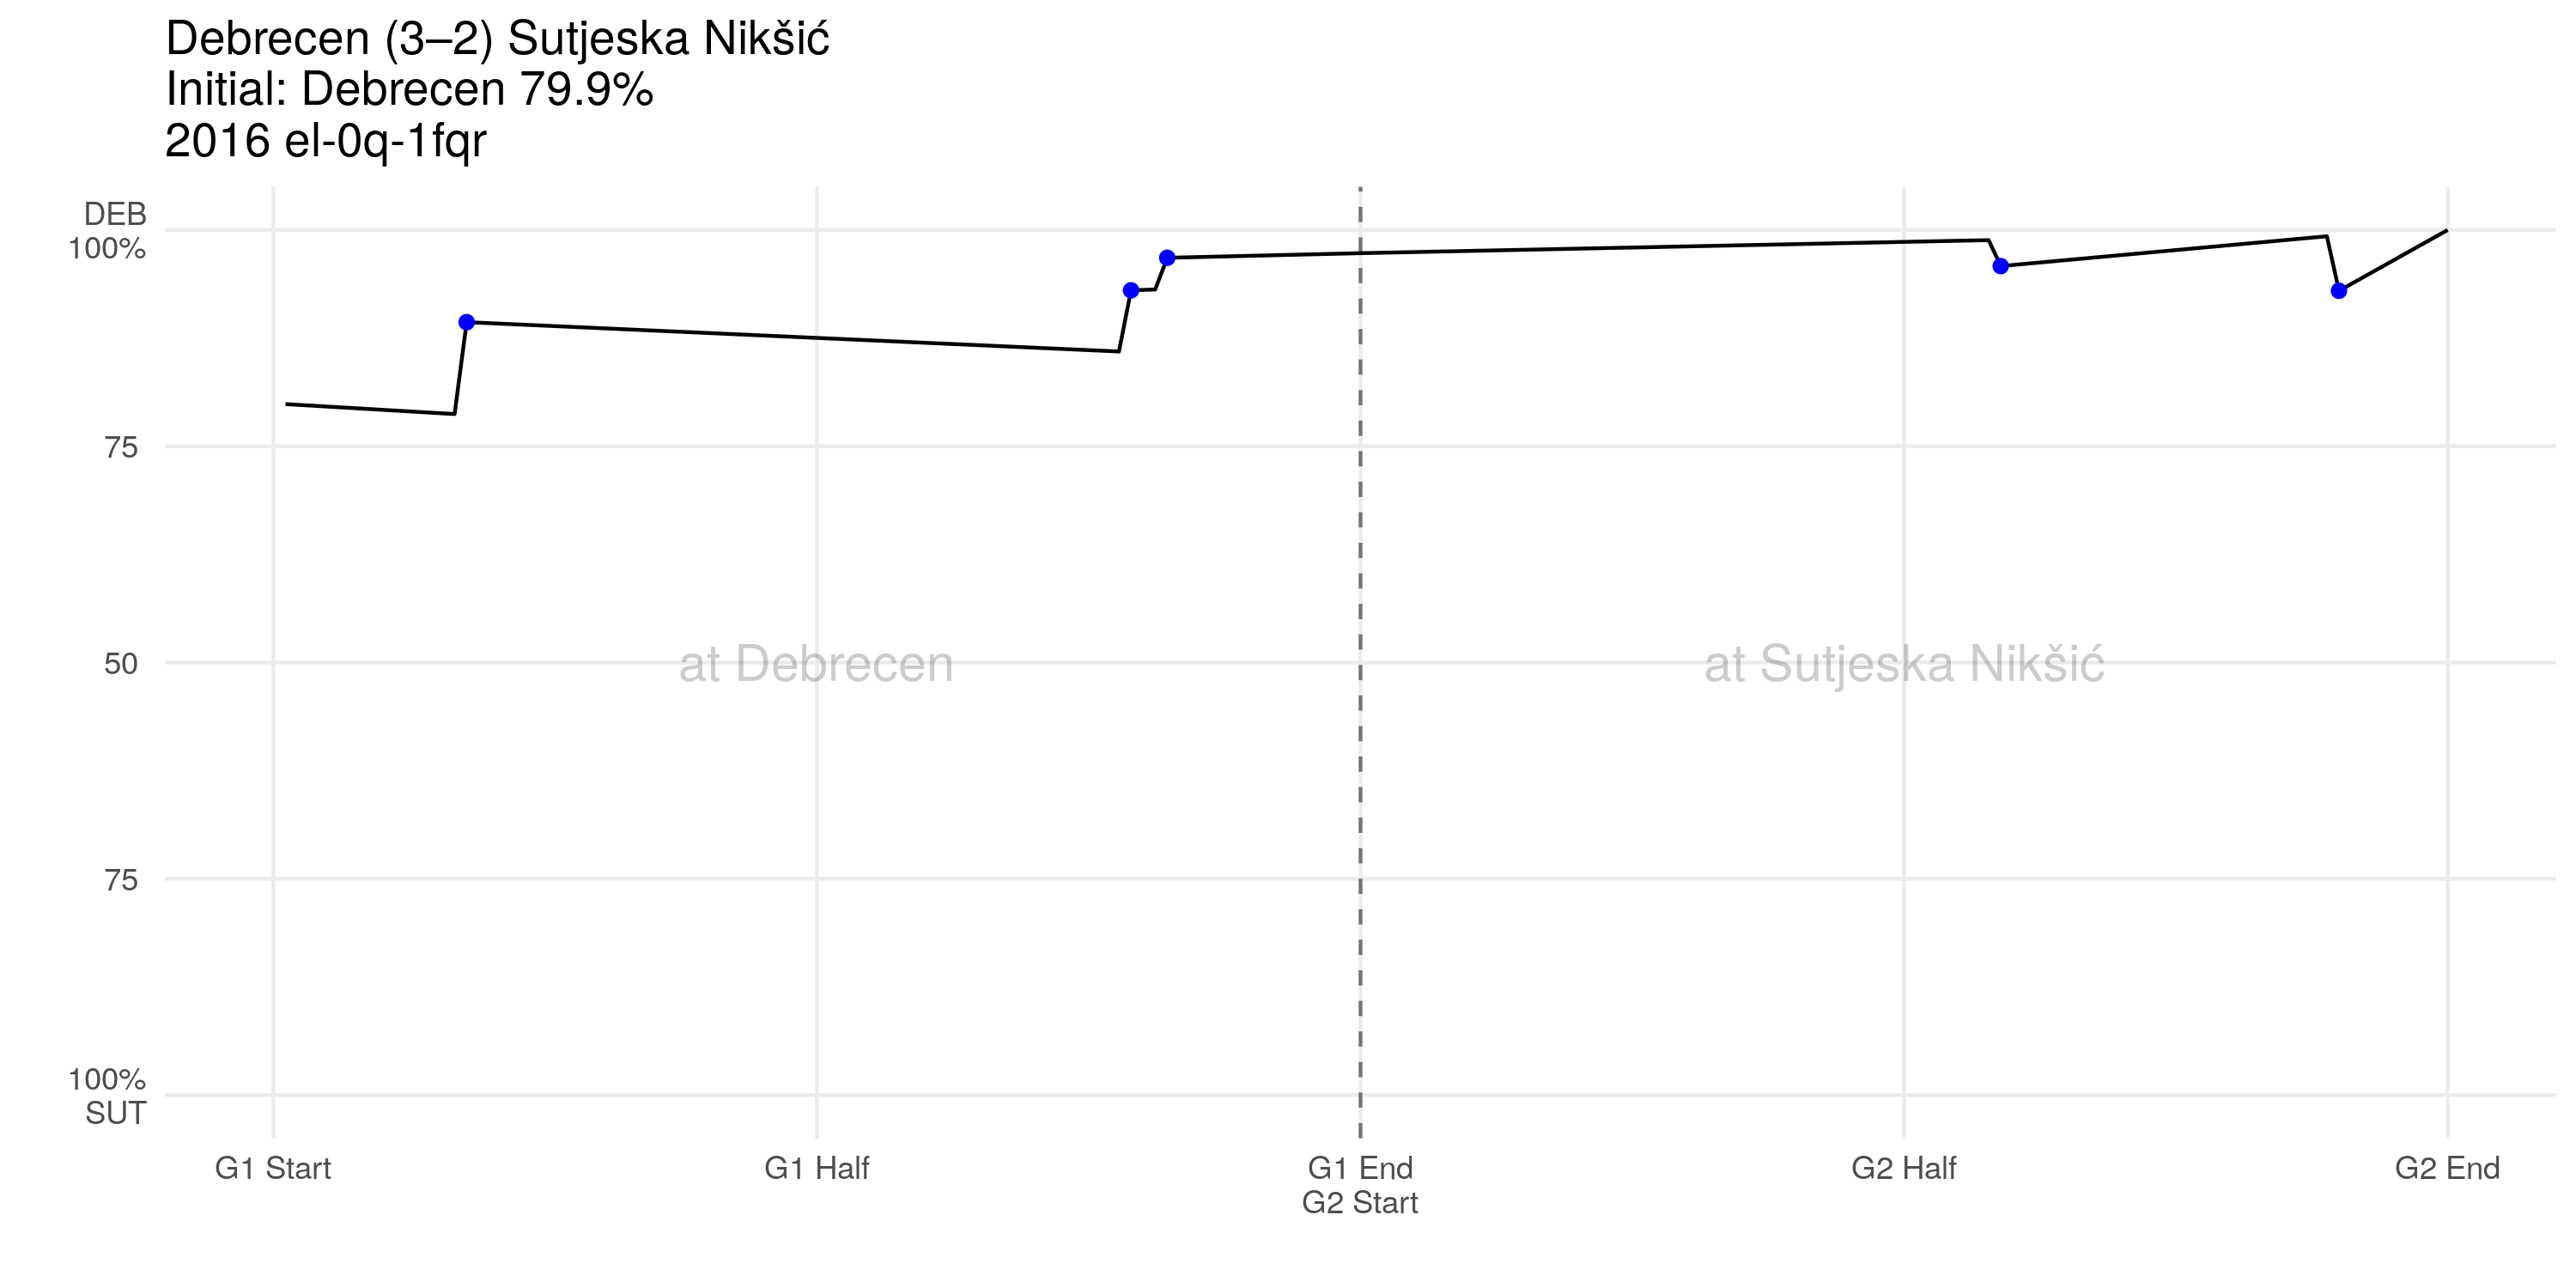 Debrecen (3–2) Sutjeska Nikšić
Initial: Debrecen 79.9%
2016 el-0q-1fqr
DEB
100%
75
50
75
100%
SUT
at Debrecen
at Sutjeska Nikšić
G1 Start
G1 Half
G1 End
G2 Start
G2 Half
G2 End